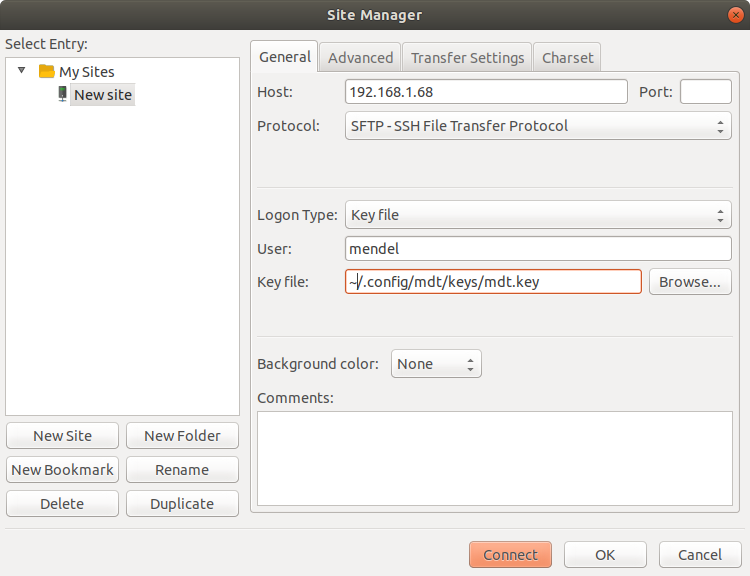 Site Manager
Select Entry:
My Sites
New site
New Site
New Folder
New Bookmark
Rename
Delete
Duplicate
General
Advanced
Transfer Settings
Charset
Host:
192.168.1.68
Port:
Protocol:
SFTP - SSH File Transfer Protocol
Logon Type:
Key file
User:
mendel
Key file:
~/.config/mdt/keys/mdt.key
Browse...
Background color:
None
Comments:
Connect
OK
Cancel